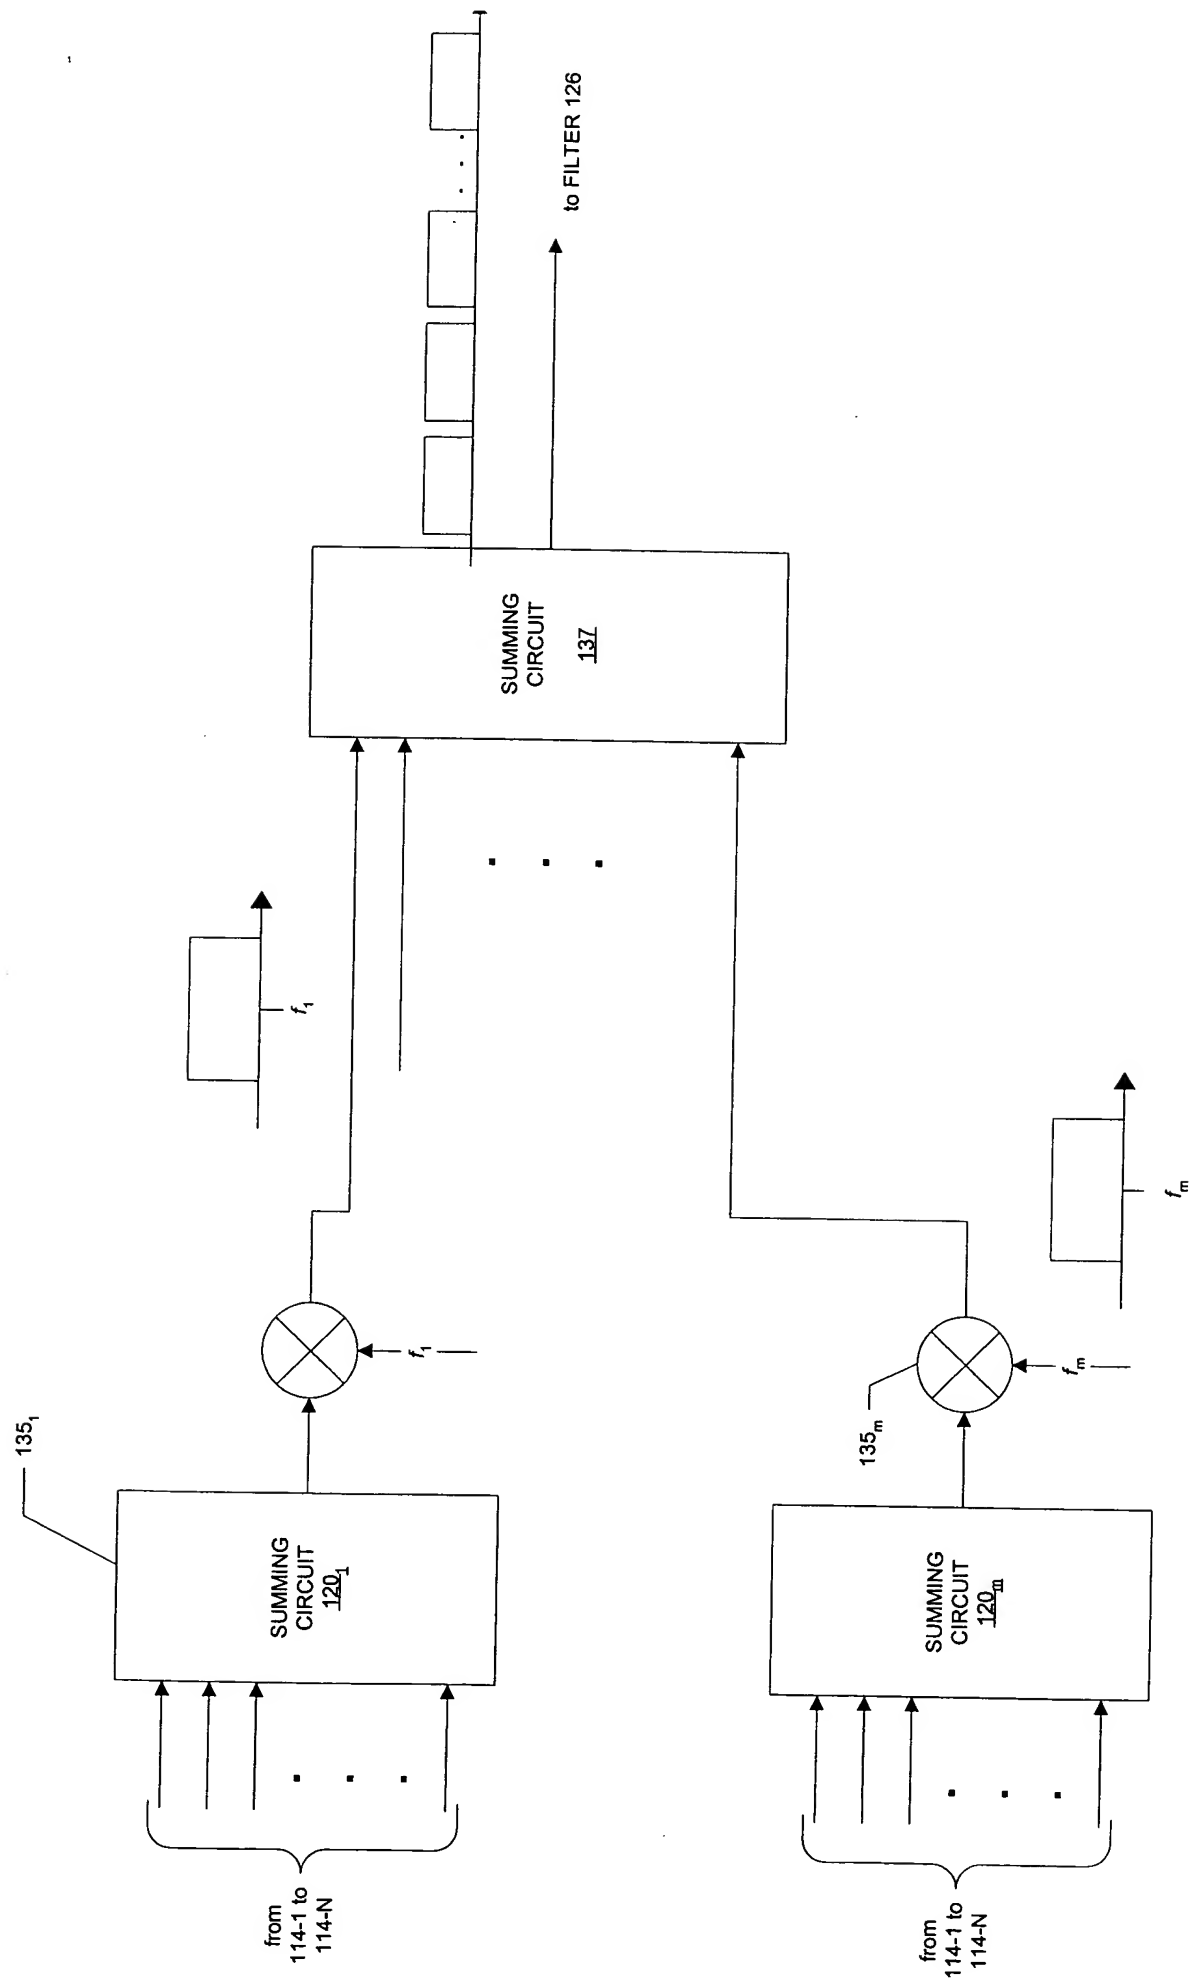 135₁
from
114-1 to
114-N
SUMMING
CIRCUIT
120₁
f₁
f₁
SUMMING
CIRCUIT
137
to FILTER 126
from
114-1 to
114-N
SUMMING
CIRCUIT
120ₘ
135ₘ
fₘ
fₘ